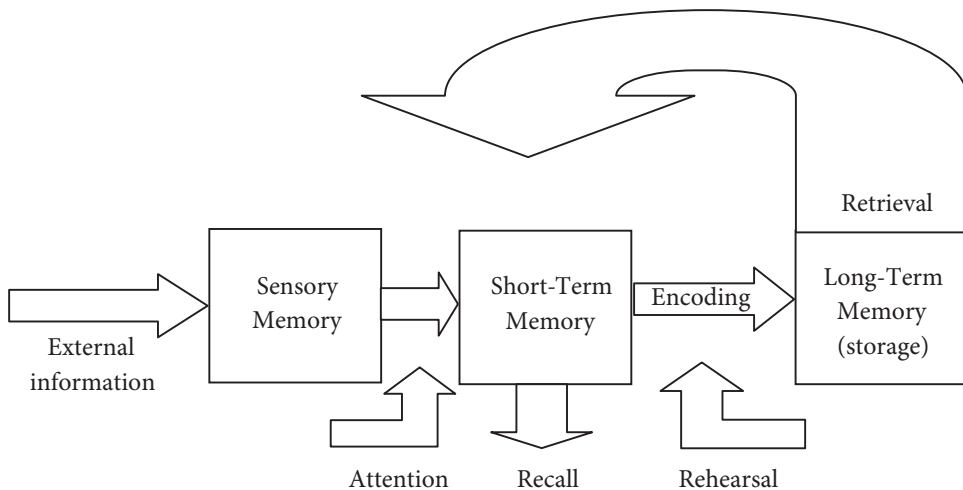 Retrieval
Sensory
Memory
Short-Term
Memory
Encoding
Long-Term
Memory
(storage)
External
information
Attention
Recall
Rehearsal